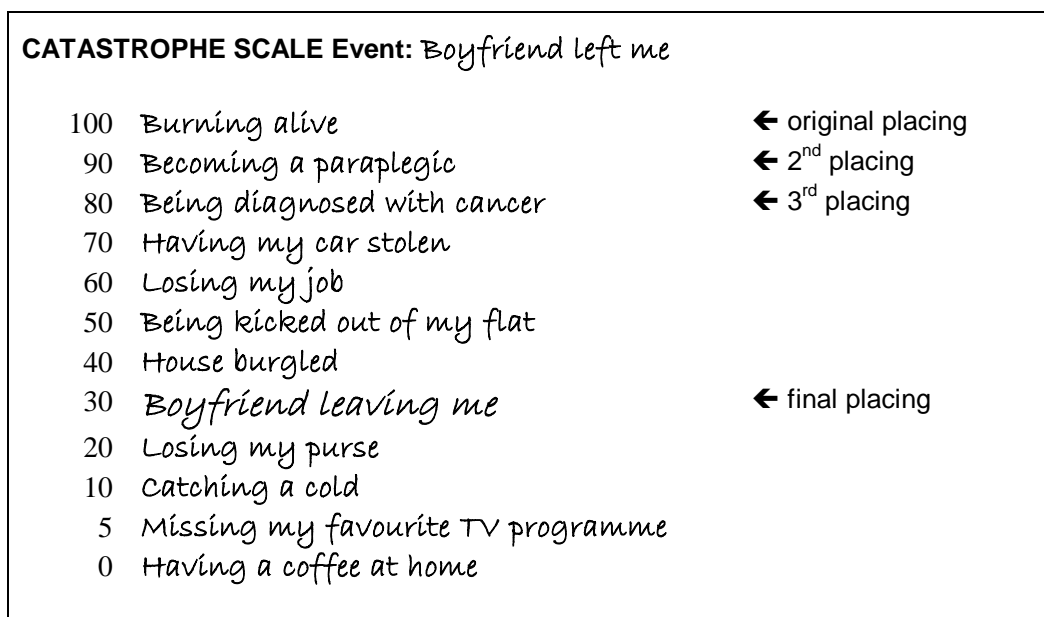 CATASTROPHE SCALE Event: Boyfriend left me
100 Burning alive ← original placing
90 Becoming a paraplegic ← 2nd placing
80 Being diagnosed with cancer ← 3rd placing
70 Having my car stolen
60 Losing my job
50 Being kicked out of my flat
40 House burgled
30 Boyfriend leaving me ← final placing
20 Losing my purse
10 Catching a cold
5 Missing my favourite TV programme
0 Having a coffee at home